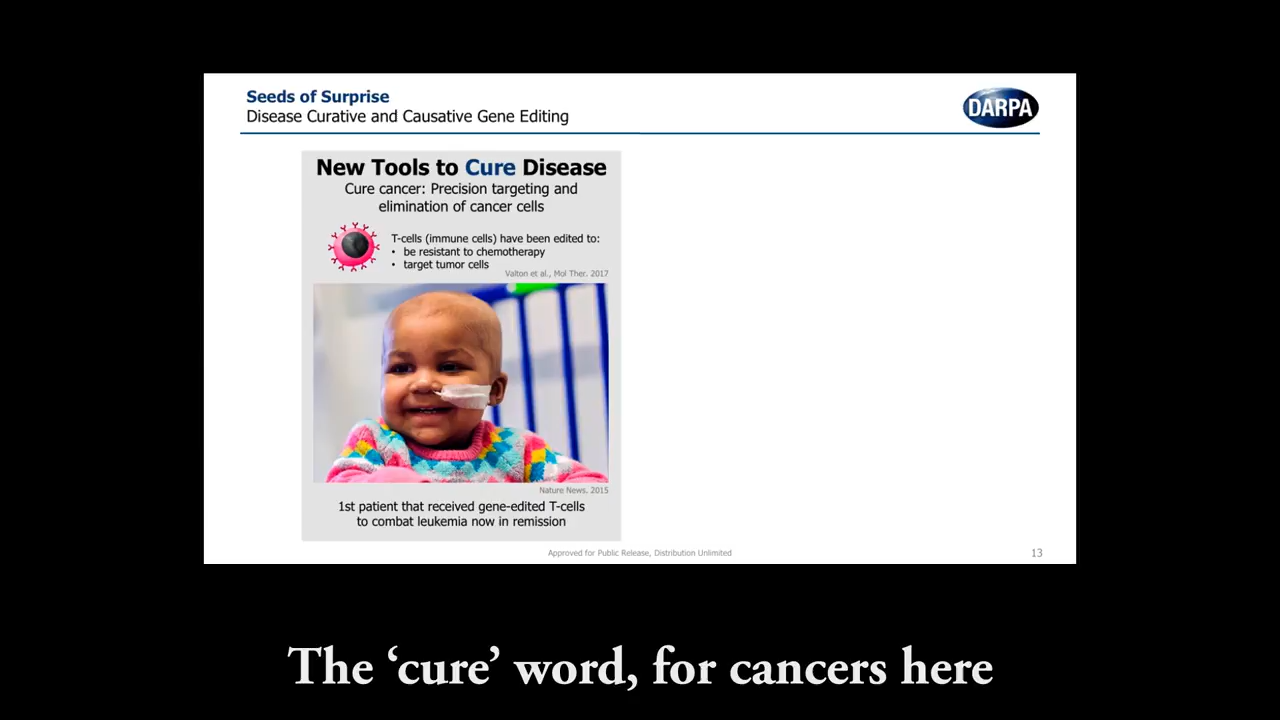 Seeds of Surprise
Disease Curative and Causative Gene Editing
DARPA
New Tools to Cure Disease
Cure cancer: Precision targeting and
elimination of cancer cells
T-cells (immune cells) have been edited to:
• be resistant to chemotherapy
• target tumor cells
Valton et al., Mol Ther. 2017
Nature News. 2015
1st patient that received gene-edited T-cells
to combat leukemia now in remission
Approved for Public Release, Distribution Unlimited
13
The ‘cure’ word, for cancers here